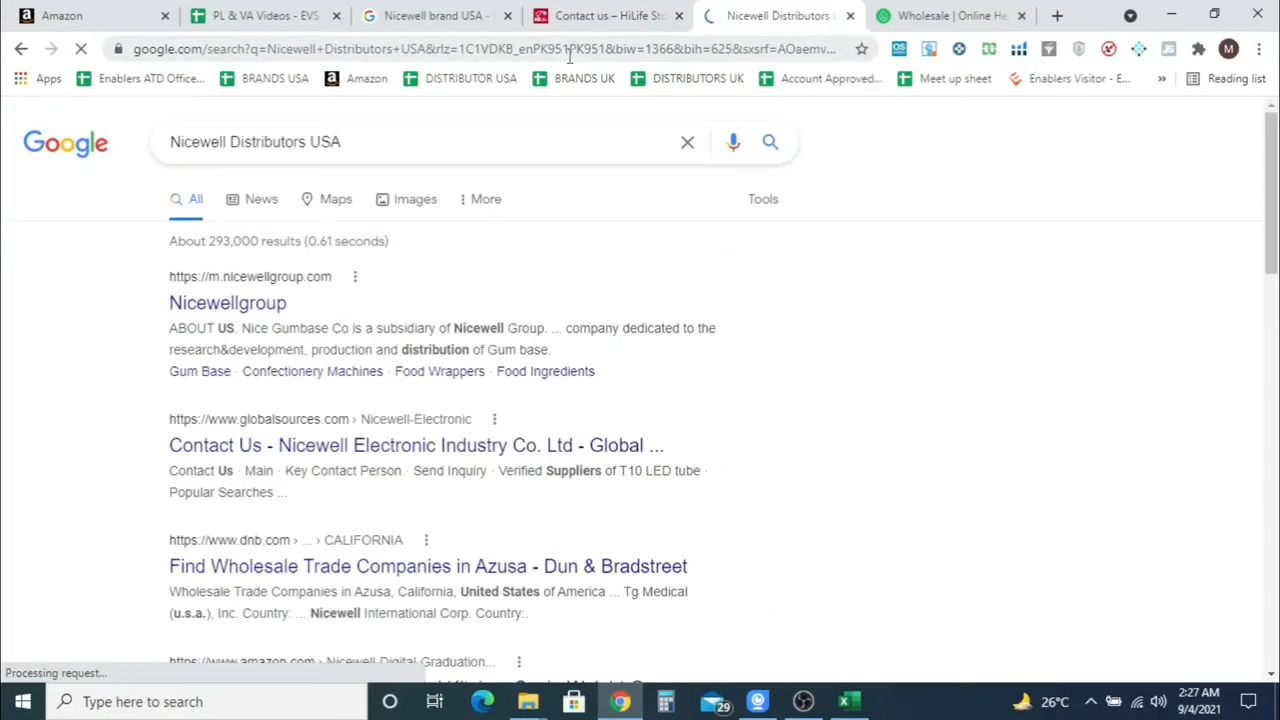 Amazon
PL & VA Videos - EVS
Nicewell brand USA -
Contact us – HiLife Sto
Nicewell Distributors U
Wholesale | Online He
google.com/search?q=Nicewell+Distributors+USA&rlz=1C1VDKB_enPK951PK951&biw=1366&bih=625&sxsrf=AOaemv...
M
Apps
Enablers ATD Office...
BRANDS USA
Amazon
DISTRIBUTOR USA
BRANDS UK
DISTRIBUTORS UK
Account Approved...
Meet up sheet
Enablers Visitor - E...
»
Reading list
Google
Nicewell Distributors USA
All
News
Maps
Images
More
Tools
About 293,000 results (0.61 seconds)
https://m.nicewellgroup.com
Nicewellgroup
ABOUT US. Nice Gumbase Co is a subsidiary of Nicewell Group. ... company dedicated to the
research&development, production and distribution of Gum base.
Gum Base · Confectionery Machines · Food Wrappers · Food Ingredients
https://www.globalsources.com › Nicewell-Electronic
Contact Us - Nicewell Electronic Industry Co. Ltd - Global ...
Contact Us · Main · Key Contact Person · Send Inquiry · Verified Suppliers of T10 LED tube ·
Popular Searches ...
https://www.dnb.com › ... › CALIFORNIA
Find Wholesale Trade Companies in Azusa - Dun & Bradstreet
Wholesale Trade Companies in Azusa, California, United States of America ... Tg Medical
(u.s.a.), Inc. Country: ... Nicewell International Corp. Country:.
https://www.amazon.com › Nicewell-Digital-Graduation...
Processing request...
Type here to search
29
26°C
2:27 AM
9/4/2021